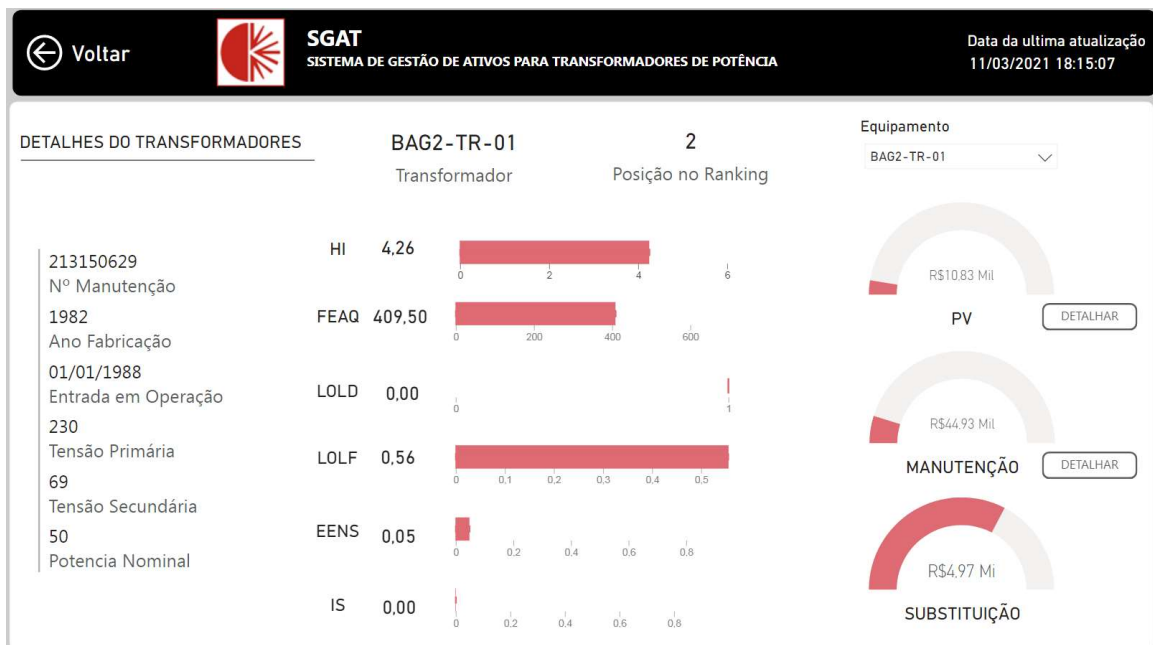 Voltar
SGAT
SISTEMA DE GESTÃO DE ATIVOS PARA TRANSFORMADORES DE POTÊNCIA
Data da ultima atualização
11/03/2021 18:15:07
DETALHES DO TRANSFORMADORES
BAG2-TR-01
Transformador
2
Posição no Ranking
Equipamento
BAG2-TR-01
213150629
Nº Manutenção
1982
Ano Fabricação
01/01/1988
Entrada em Operação
230
Tensão Primária
69
Tensão Secundária
50
Potencia Nominal
HI 4,26
0 2 4 6
FEAQ 409,50
0 200 400 600
LOLD 0,00
0 1
LOLF 0,56
0 0,1 0,2 0,3 0,4 0,5
EENS 0,05
0 0,2 0,4 0,6 0,8
IS 0,00
0 0,2 0,4 0,6 0,8
R$10,83 Mil
PV
DETALHAR
R$44,93 Mil
MANUTENÇÃO
DETALHAR
R$4,97 Mi
SUBSTITUIÇÃO